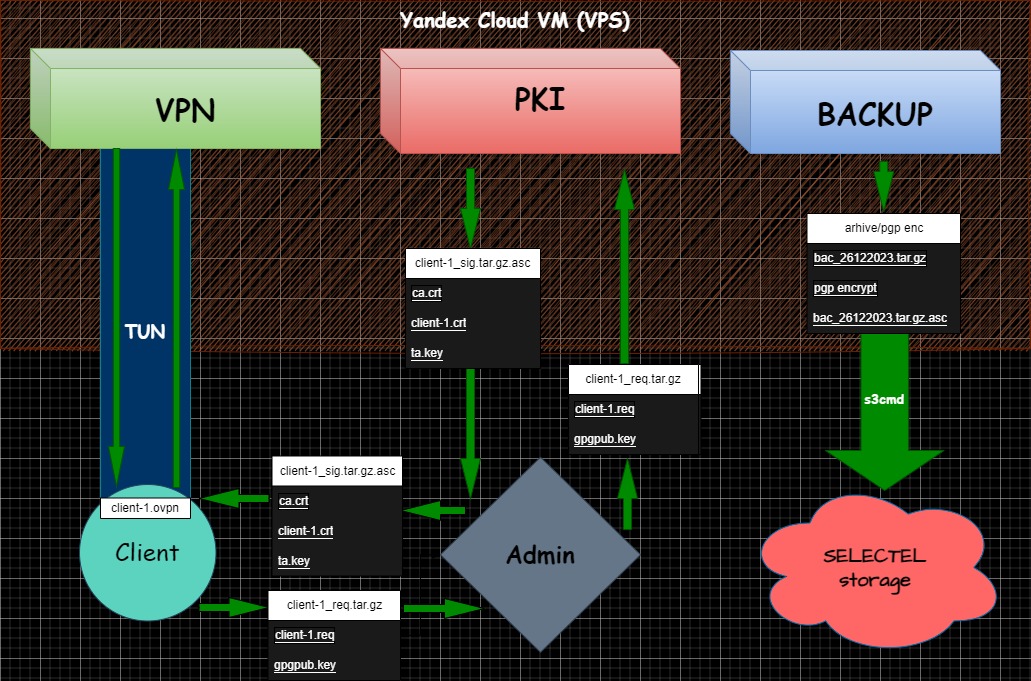 Yandex Cloud VM (VPS)
VPN
PKI
BACKUP
arhive/pgp enc
bac_26122023.tar.gz
pgp encrypt
bac_26122023.tar.gz.asc
client-1_sig.tar.gz.asc
ca.crt
client-1.crt
ta.key
TUN
client-1_req.tar.gz
client-1.req
gpgpub.key
s3cmd
client-1_sig.tar.gz.asc
ca.crt
client-1.crt
ta.key
client-1.ovpn
Client
Admin
SELECTEL
storage
client-1_req.tar.gz
client-1.req
gpgpub.key